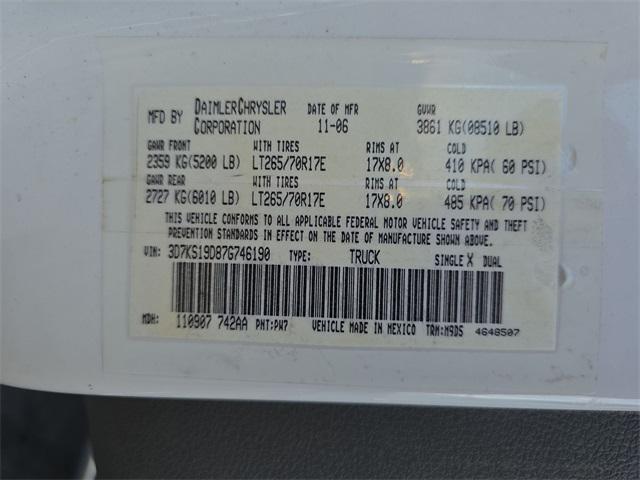 MFD BY DAIMLERCHRYSLER CORPORATION DATE OF MFR 11-06 GVWR 3861 KG(08510 LB)
GAWR FRONT WITH TIRES RIMS AT COLD
2359 KG(5200 LB) LT265/70R17E 17X8.0 410 KPA( 60 PSI)
GAWR REAR WITH TIRES RIMS AT COLD
2727 KG(6010 LB) LT265/70R17E 17X8.0 485 KPA( 70 PSI)
THIS VEHICLE CONFORMS TO ALL APPLICABLE FEDERAL MOTOR VEHICLE SAFETY AND THEFT
PREVENTION STANDARDS IN EFFECT ON THE DATE OF MANUFACTURE SHOWN ABOVE.
VIN: 3D7KS19D87G746190 TYPE: TRUCK SINGLE X DUAL
MDH: 110907 742AA PNT:PW7 VEHICLE MADE IN MEXICO TRM:N9D5 4648507